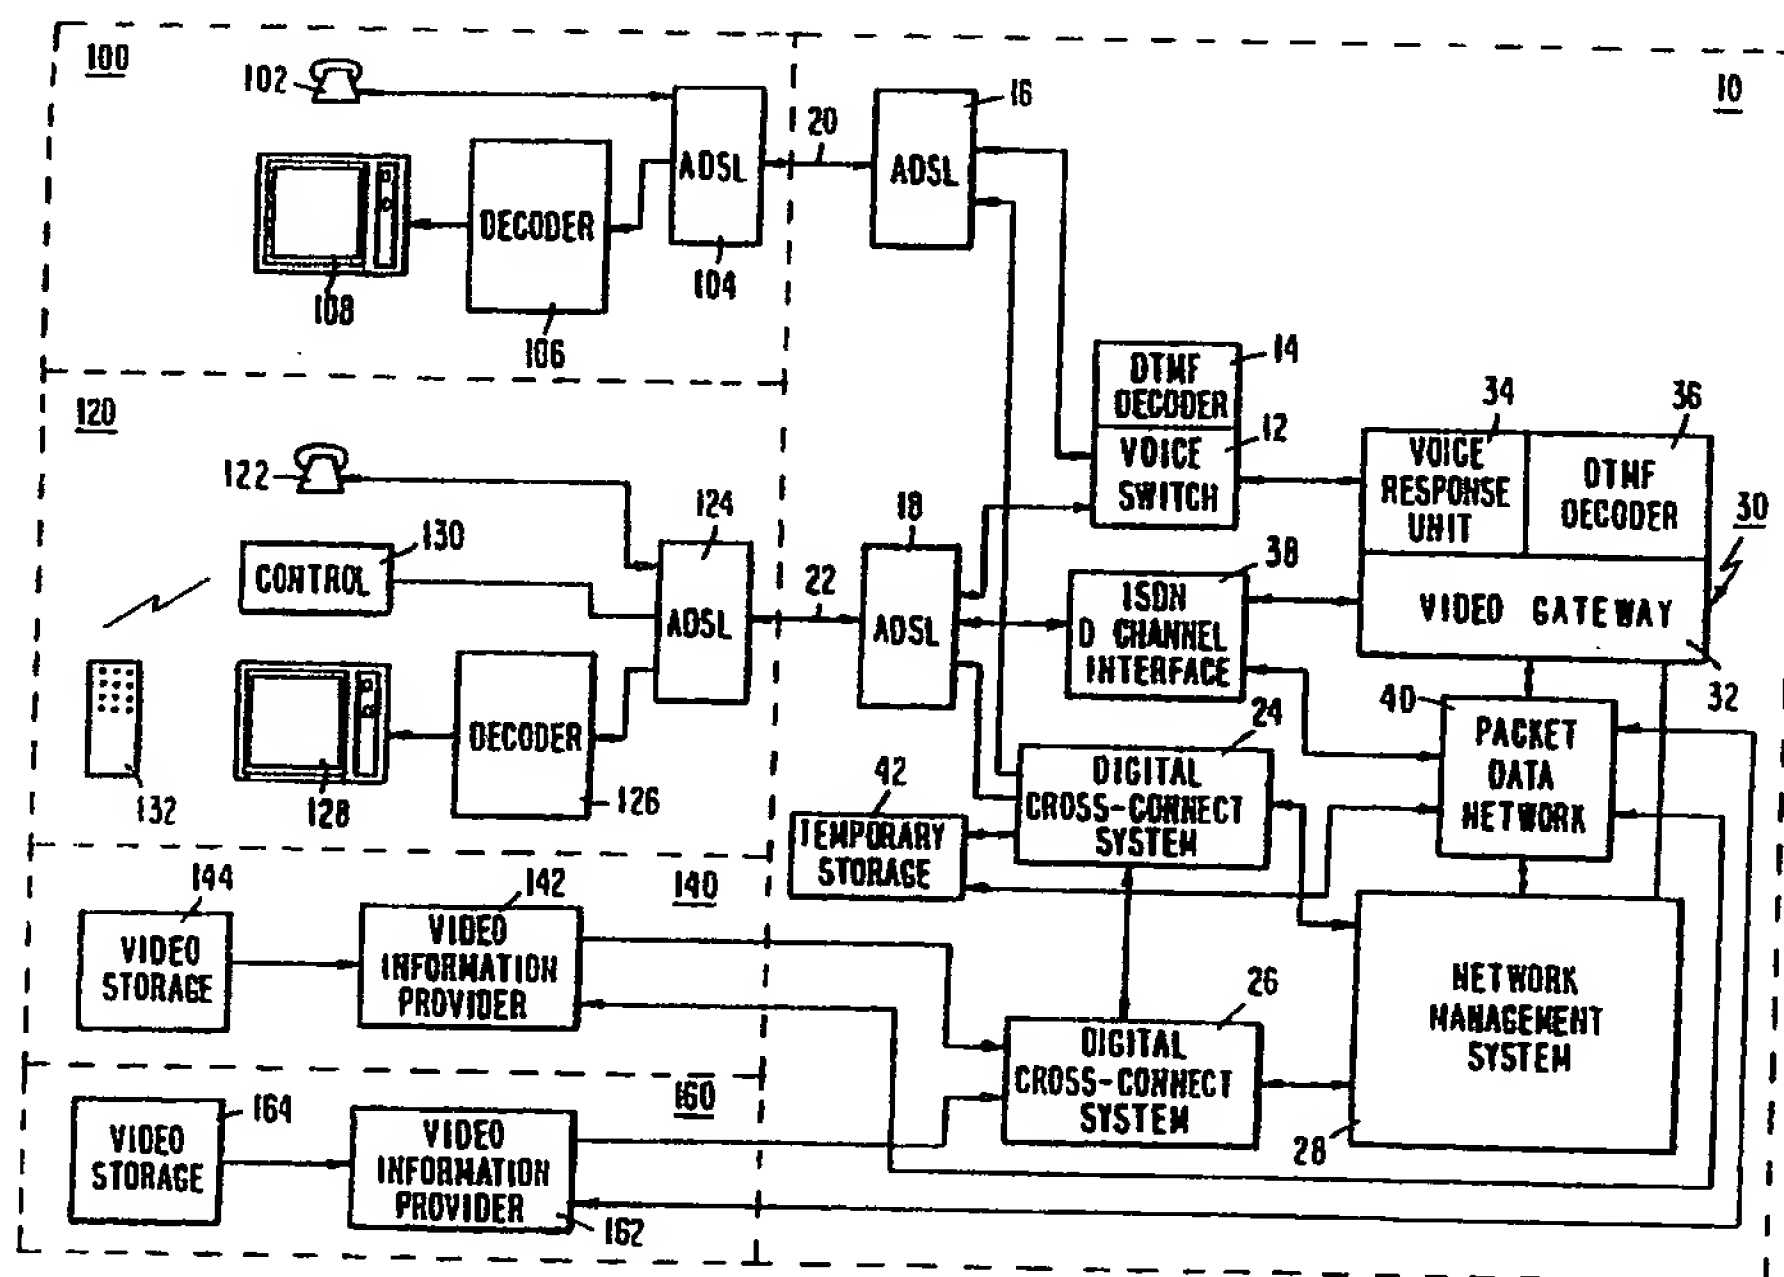 100
102
ADSL
104
DECODER
106
108
20
16
ADSL
10
120
122
130
CONTROL
124
ADSL
22
18
ADSL
132
128
DECODER
126
DTMF
DECODER
14
VOICE
SWITCH
12
34
VOICE
RESPONSE
UNIT
36
DTMF
DECODER
30
VIDEO GATEWAY
32
38
ISDN
D CHANNEL
INTERFACE
24
DIGITAL
CROSS-CONNECT
SYSTEM
42
TEMPORARY
STORAGE
40
PACKET
DATA
NETWORK
144
VIDEO
STORAGE
142
VIDEO
INFORMATION
PROVIDER
140
26
DIGITAL
CROSS-CONNECT
SYSTEM
NETWORK
MANAGEMENT
SYSTEM
28
164
VIDEO
STORAGE
VIDEO
INFORMATION
PROVIDER
162
160